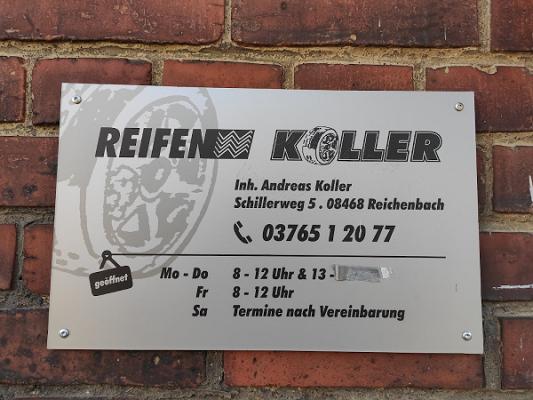 REIFEN KOLLER
Inh. Andreas Koller
Schillerweg 5 . 08468 Reichenbach
03765 1 20 77
geöffnet
Mo - Do 8 - 12 Uhr & 13 -
Fr 8 - 12 Uhr
Sa Termine nach Vereinbarung